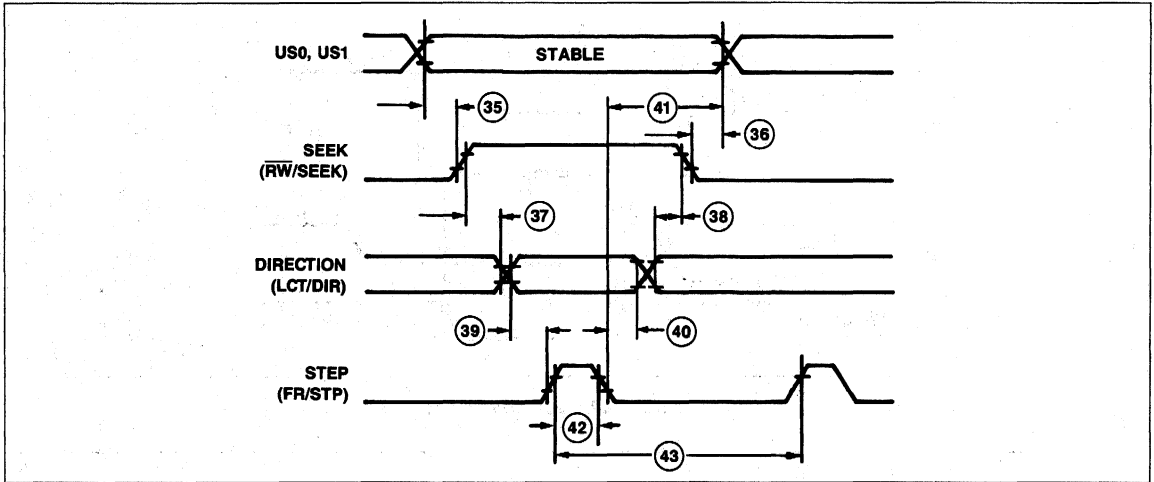 US0, US1
STABLE
35
41
36
SEEK
(R̅W̅/SEEK)
37
38
DIRECTION
(LCT/DIR)
39
40
STEP
(FR/STP)
42
43